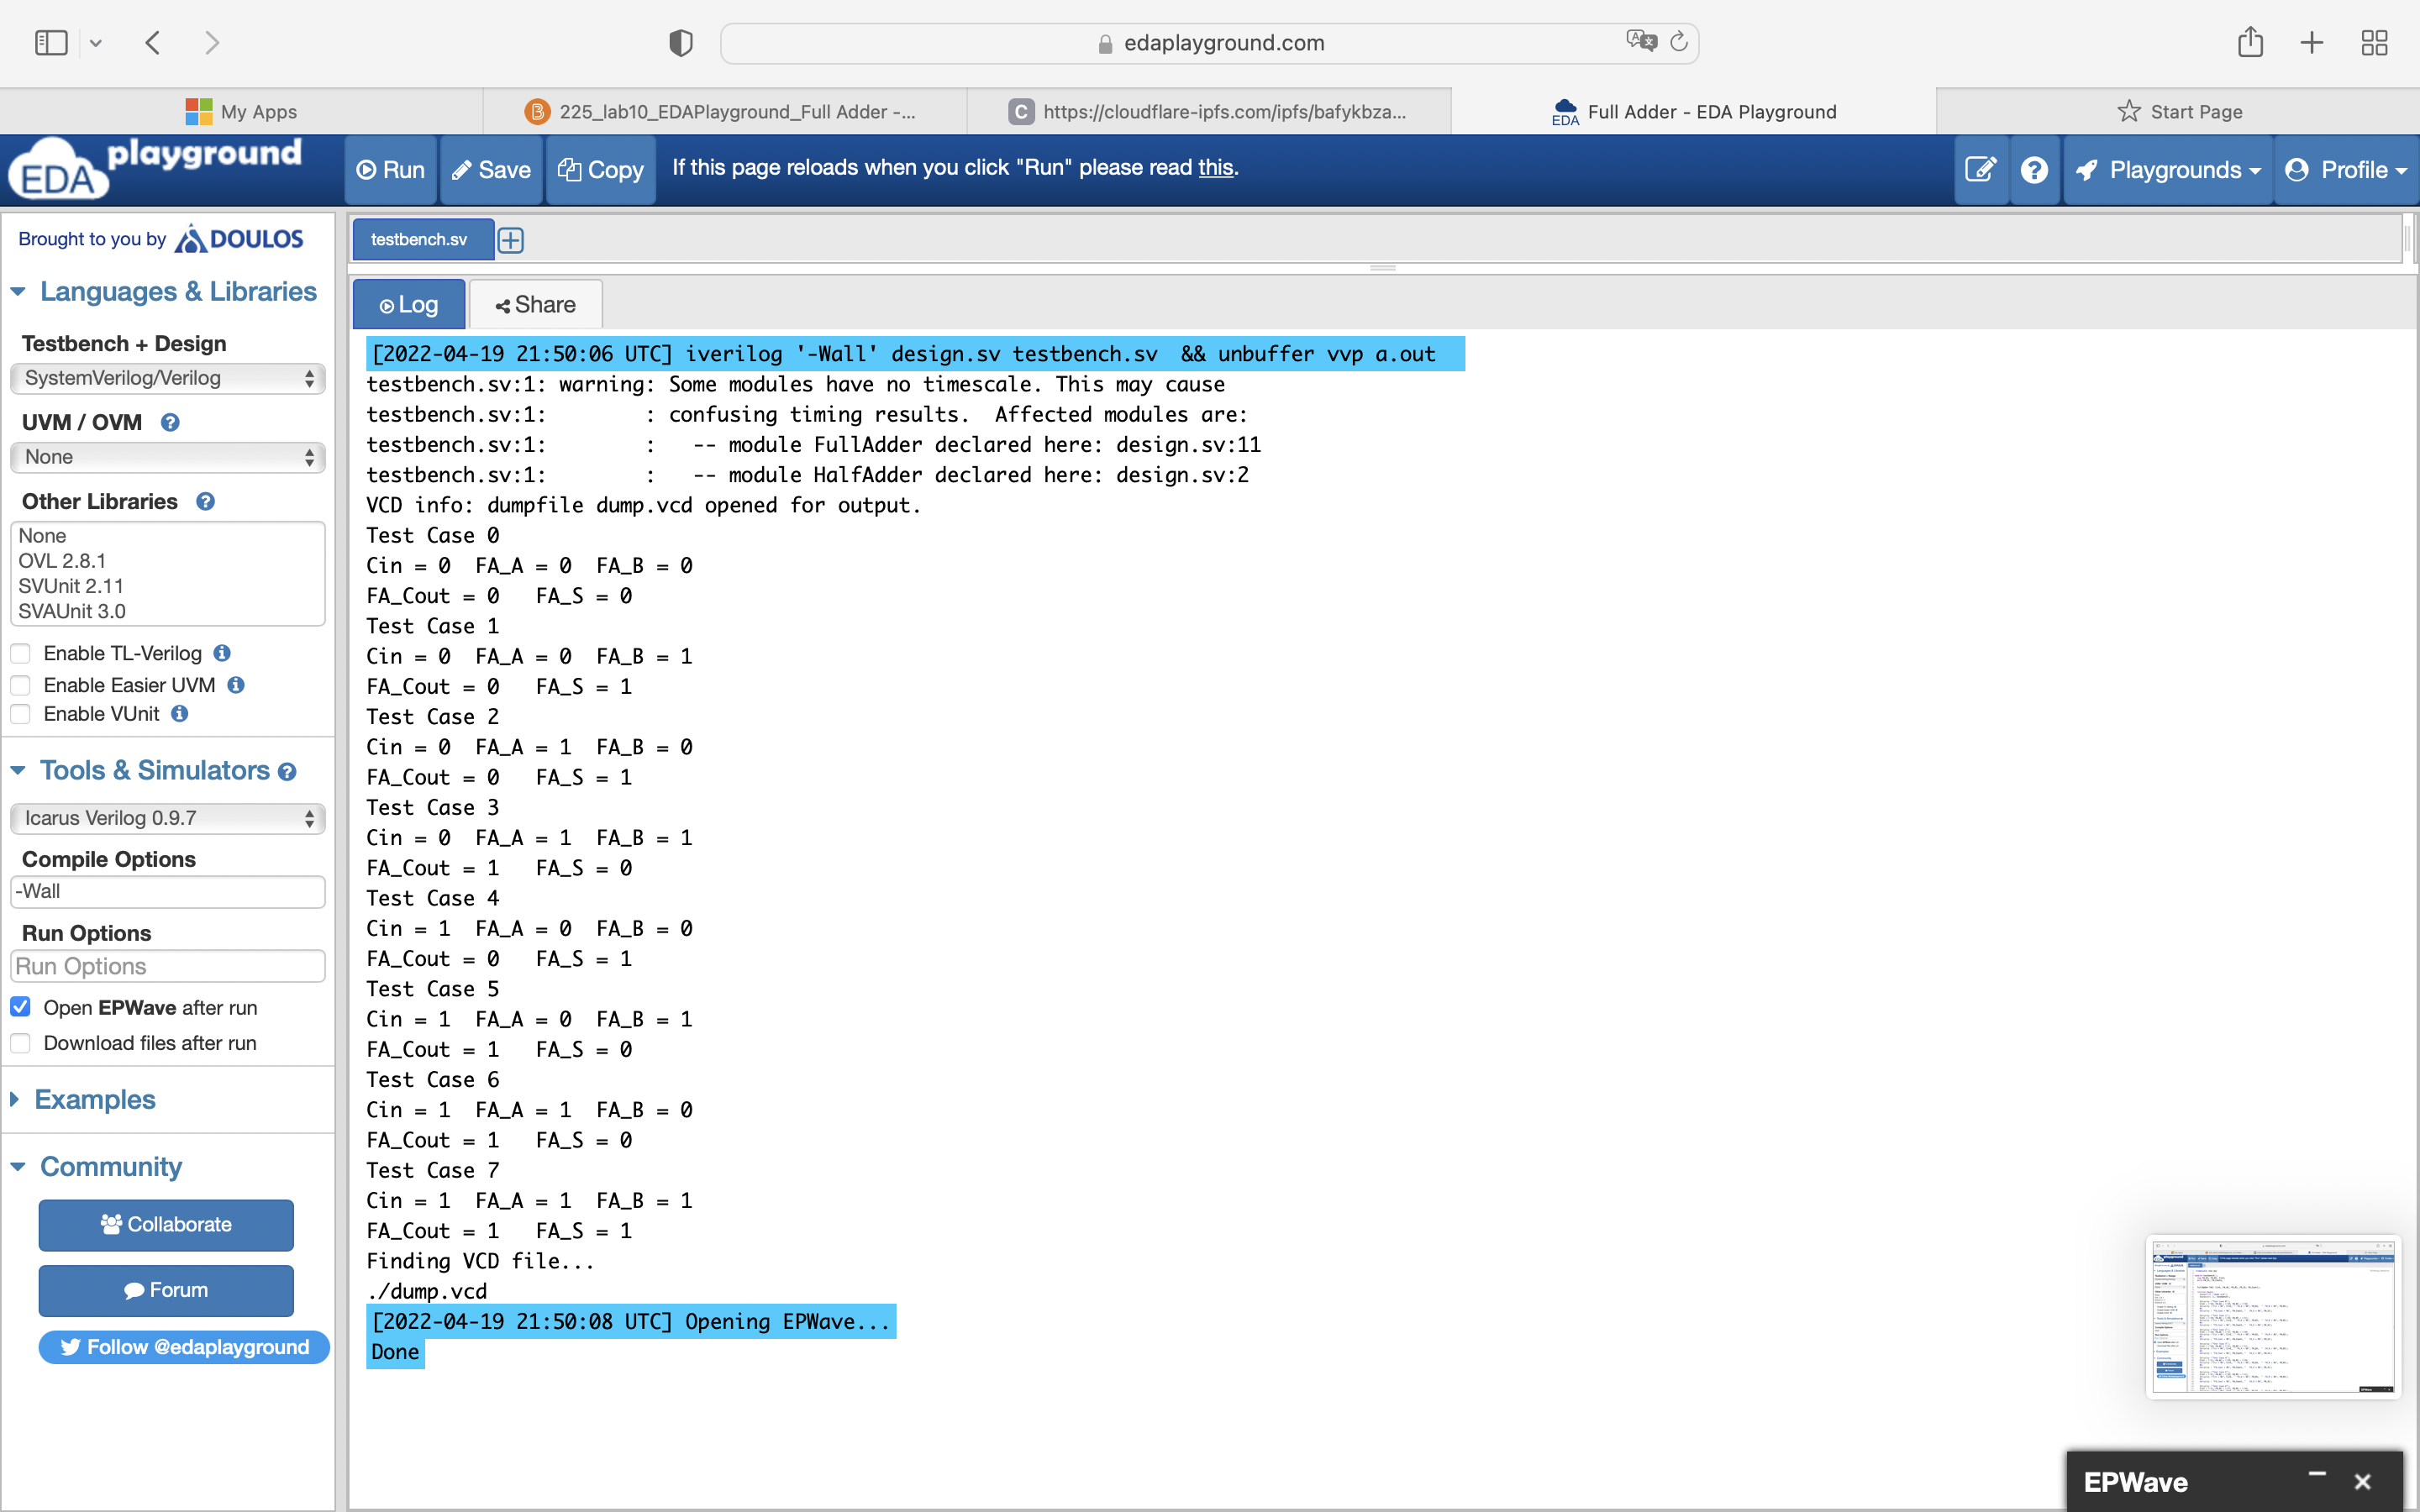 edaplayground.com
My Apps
225_lab10_EDAPlayground_Full Adder -...
C https://cloudflare-ipfs.com/ipfs/bafykbza...
EDA Full Adder - EDA Playground
Start Page
EDA playground
Run
Save
Copy
If this page reloads when you click "Run" please read this.
Playgrounds
Profile
Brought to you by DOULOS
testbench.sv
Languages & Libraries
Log
Share
Testbench + Design
SystemVerilog/Verilog
UVM / OVM
None
Other Libraries
None
OVL 2.8.1
SVUnit 2.11
SVAUnit 3.0
Enable TL-Verilog
Enable Easier UVM
Enable VUnit
Tools & Simulators
Icarus Verilog 0.9.7
Compile Options
-Wall
Run Options
Run Options
Open EPWave after run
Download files after run
Examples
Community
Collaborate
Forum
Follow @edaplayground
[2022-04-19 21:50:06 UTC] iverilog '-Wall' design.sv testbench.sv  && unbuffer vvp a.out
testbench.sv:1: warning: Some modules have no timescale. This may cause
testbench.sv:1:         : confusing timing results.  Affected modules are:
testbench.sv:1:         :   -- module FullAdder declared here: design.sv:11
testbench.sv:1:         :   -- module HalfAdder declared here: design.sv:2
VCD info: dumpfile dump.vcd opened for output.
Test Case 0
Cin = 0  FA_A = 0  FA_B = 0
FA_Cout = 0   FA_S = 0
Test Case 1
Cin = 0  FA_A = 0  FA_B = 1
FA_Cout = 0   FA_S = 1
Test Case 2
Cin = 0  FA_A = 1  FA_B = 0
FA_Cout = 0   FA_S = 1
Test Case 3
Cin = 0  FA_A = 1  FA_B = 1
FA_Cout = 1   FA_S = 0
Test Case 4
Cin = 1  FA_A = 0  FA_B = 0
FA_Cout = 0   FA_S = 1
Test Case 5
Cin = 1  FA_A = 0  FA_B = 1
FA_Cout = 1   FA_S = 0
Test Case 6
Cin = 1  FA_A = 1  FA_B = 0
FA_Cout = 1   FA_S = 0
Test Case 7
Cin = 1  FA_A = 1  FA_B = 1
FA_Cout = 1   FA_S = 1
Finding VCD file...
./dump.vcd
[2022-04-19 21:50:08 UTC] Opening EPWave...
Done
EPWave